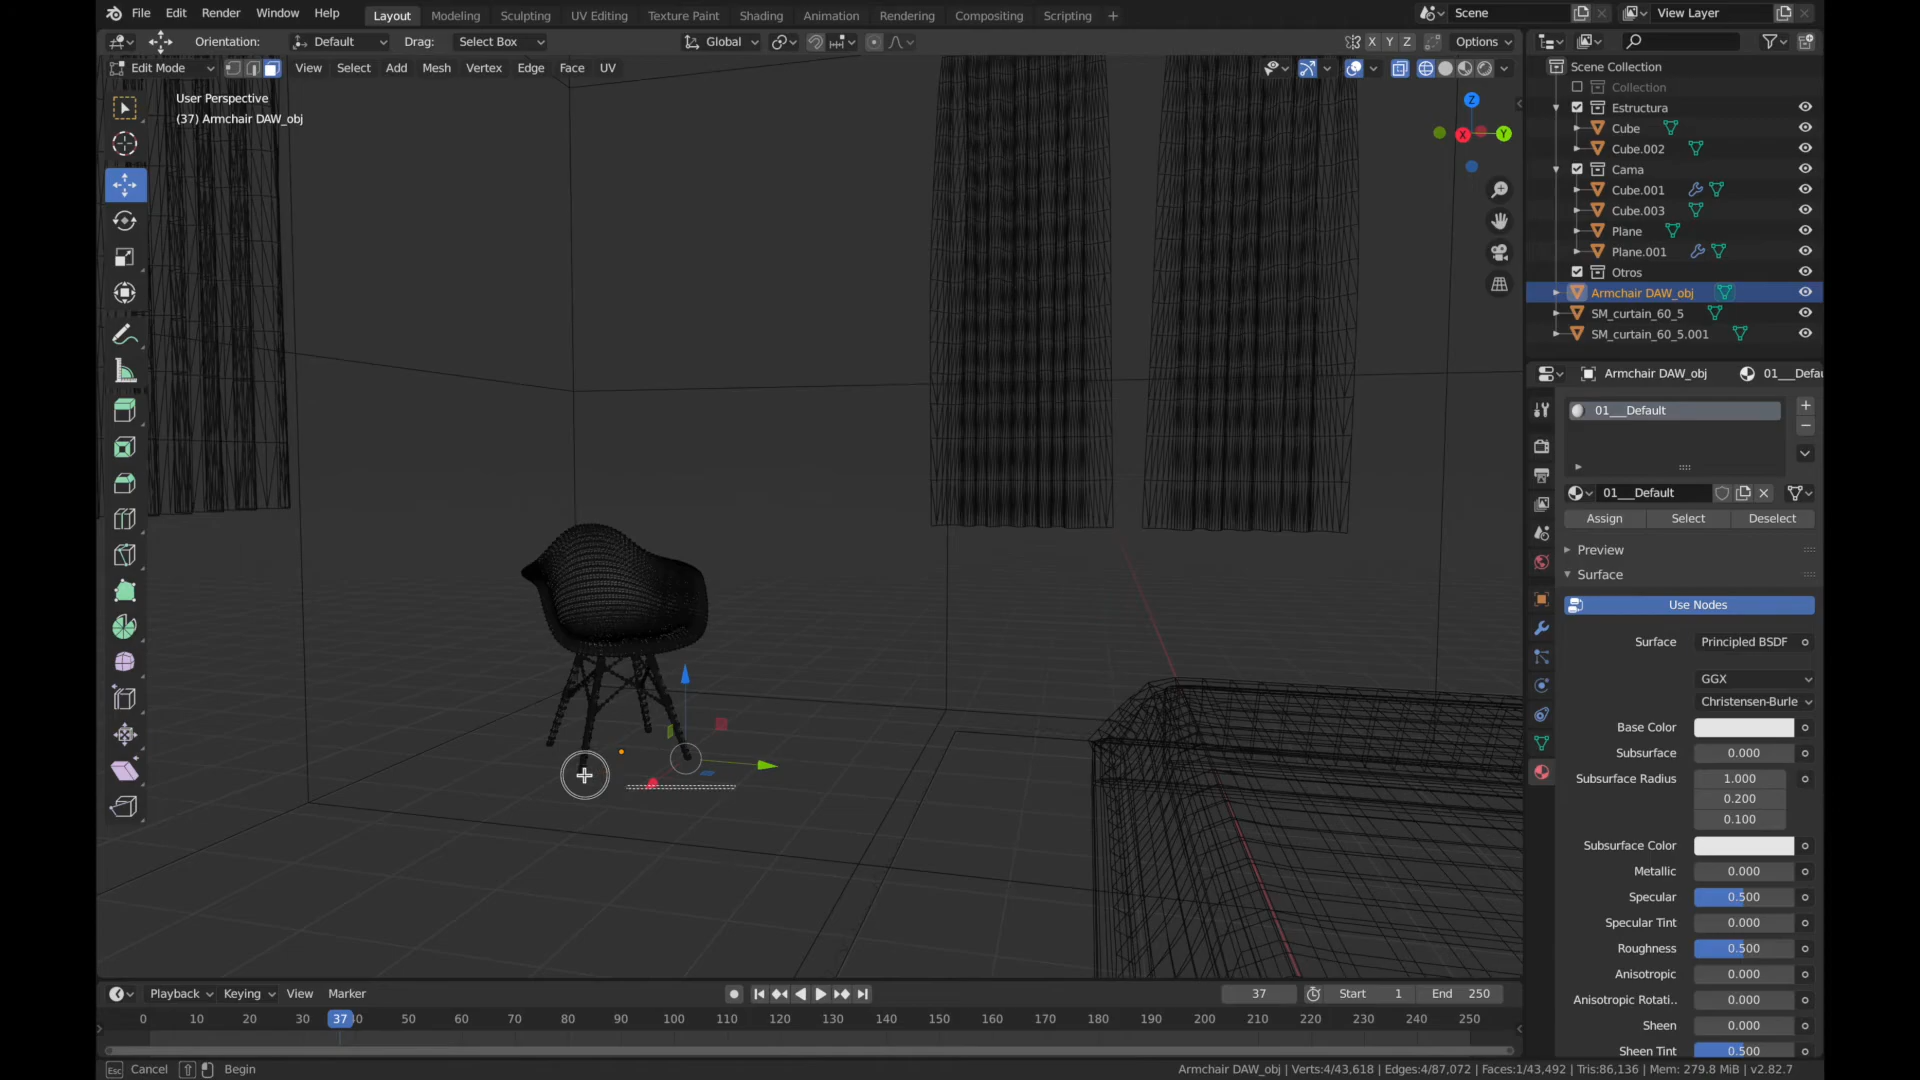 File Edit Render Window Help Layout Modeling Sculpting UV Editing Texture Paint Shading Animation Rendering Compositing Scripting Scene View Layer
Orientation: Default Drag: Select Box Global X Y Z Options
Edit Mode View Select Add Mesh Vertex Edge Face UV
User Perspective
(37) Armchair DAW_obj
Z
X
Y
Scene Collection
Collection
Estructura
Cube
Cube.002
Cama
Cube.001
Cube.003
Plane
Plane.001
Otros
Armchair DAW_obj
SM_curtain_60_5
SM_curtain_60_5.001
Armchair DAW_obj 01___Defau
01___Default
01___Default
Assign Select Deselect
Preview
Surface
Use Nodes
Surface Principled BSDF
GGX
Christensen-Burle
Base Color
Subsurface 0.000
Subsurface Radius 1.000
0.200
0.100
Subsurface Color
Metallic 0.000
Specular 0.500
Specular Tint 0.000
Roughness 0.500
Anisotropic 0.000
Anisotropic Rotati.. 0.000
Sheen 0.000
Sheen Tint 0.500
Playback Keying View Marker 37 Start 1 End 250
0 10 20 30 37 40 50 60 70 80 90 100 110 120 130 140 150 160 170 180 190 200 210 220 230 240 250
Esc Cancel Begin Armchair DAW_obj | Verts:4/43,618 | Edges:4/87,072 | Faces:1/43,492 | Tris:86,136 | Mem: 279.8 MiB | v2.82.7